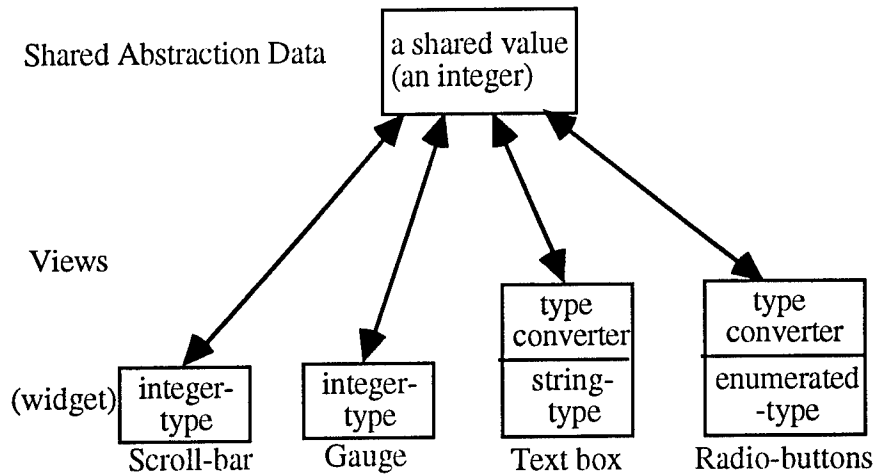 Shared Abstraction Data
a shared value
(an integer)
Views
(widget)
integer-
type
integer-
type
type
converter
string-
type
type
converter
enumerated
-type
Scroll-bar
Gauge
Text box
Radio-buttons